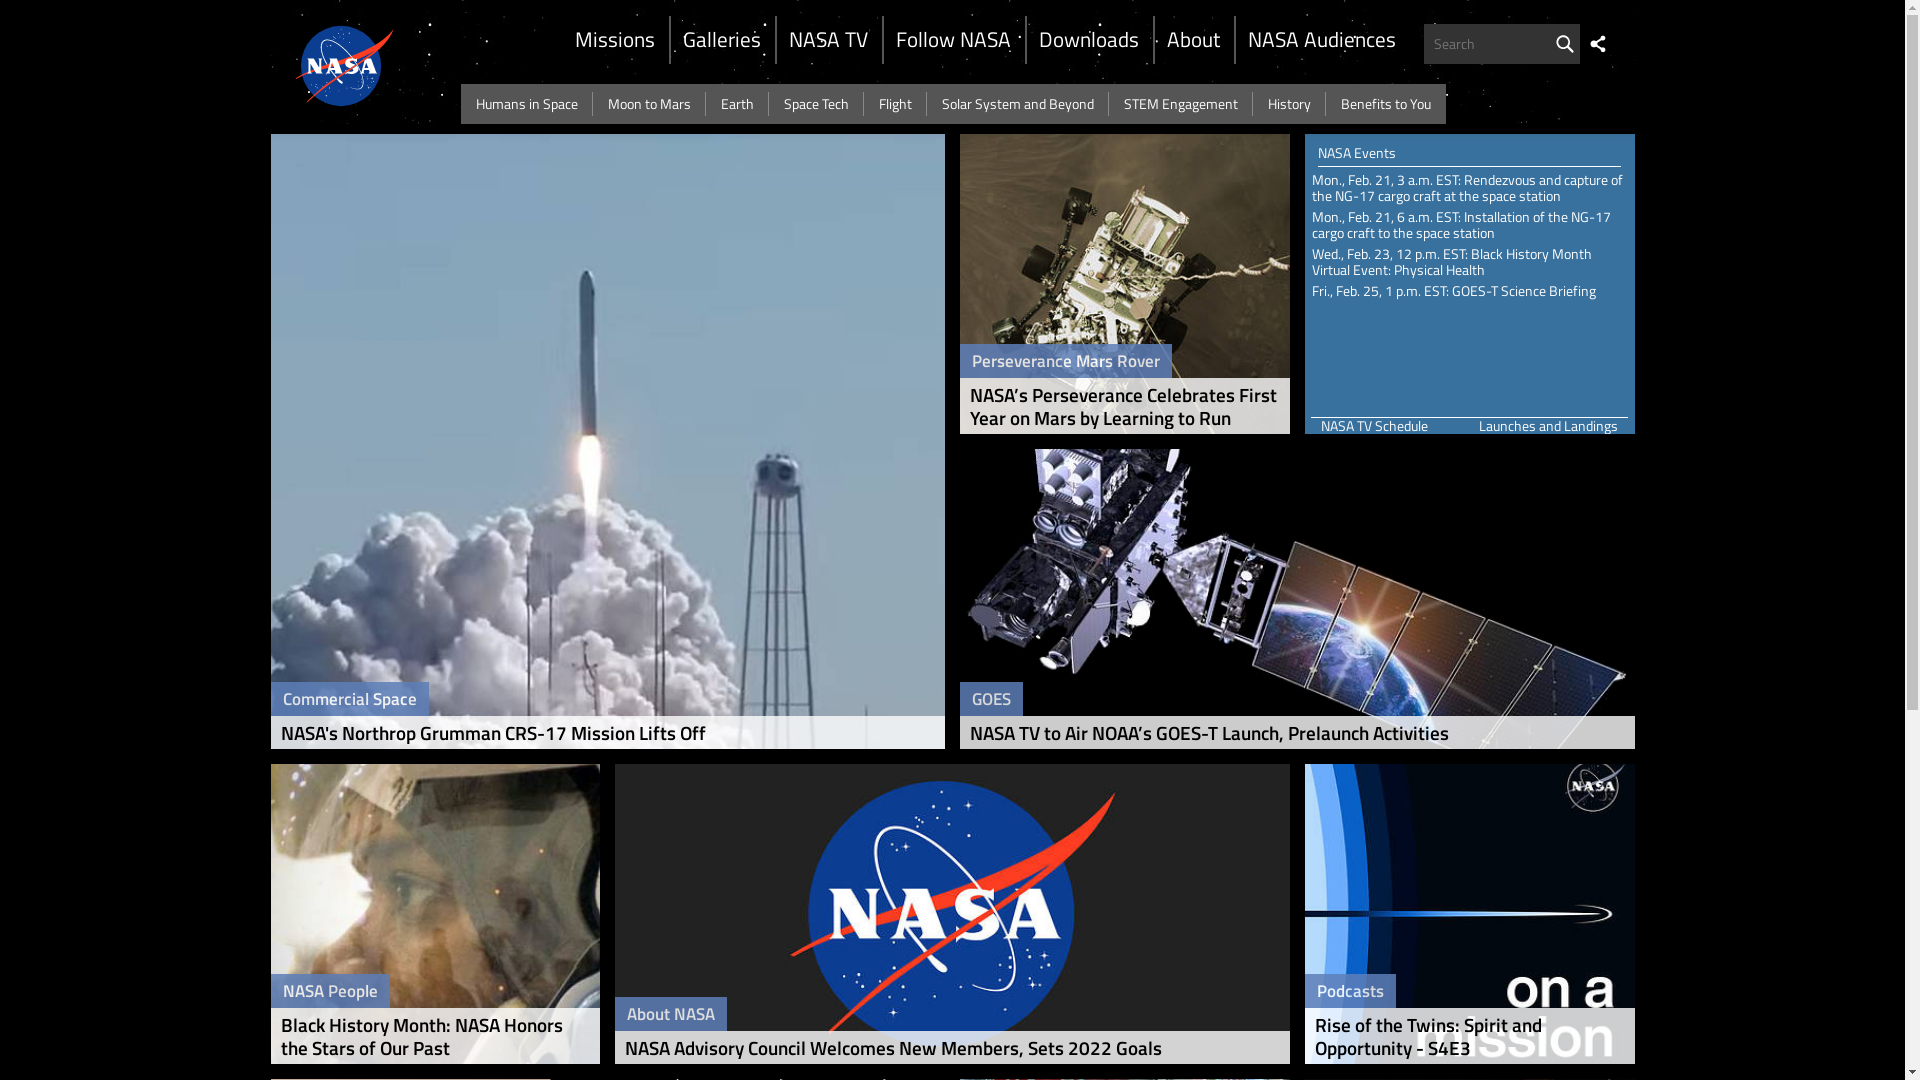 NASA
Missions
Galleries
NASA TV
Follow NASA
Downloads
About
NASA Audiences
Search
Humans in Space
Moon to Mars
Earth
Space Tech
Flight
Solar System and Beyond
STEM Engagement
History
Benefits to You
Commercial Space
NASA's Northrop Grumman CRS-17 Mission Lifts Off
Perseverance Mars Rover
NASA’s Perseverance Celebrates First
Year on Mars by Learning to Run
NASA Events
Mon., Feb. 21, 3 a.m. EST: Rendezvous and capture of
the NG-17 cargo craft at the space station
Mon., Feb. 21, 6 a.m. EST: Installation of the NG-17
cargo craft to the space station
Wed., Feb. 23, 12 p.m. EST: Black History Month
Virtual Event: Physical Health
Fri., Feb. 25, 1 p.m. EST: GOES-T Science Briefing
NASA TV Schedule
Launches and Landings
GOES
NASA TV to Air NOAA’s GOES-T Launch, Prelaunch Activities
NASA People
Black History Month: NASA Honors
the Stars of Our Past
NASA
About NASA
NASA Advisory Council Welcomes New Members, Sets 2022 Goals
NASA
on a
mission
Podcasts
Rise of the Twins: Spirit and
Opportunity - S4E3